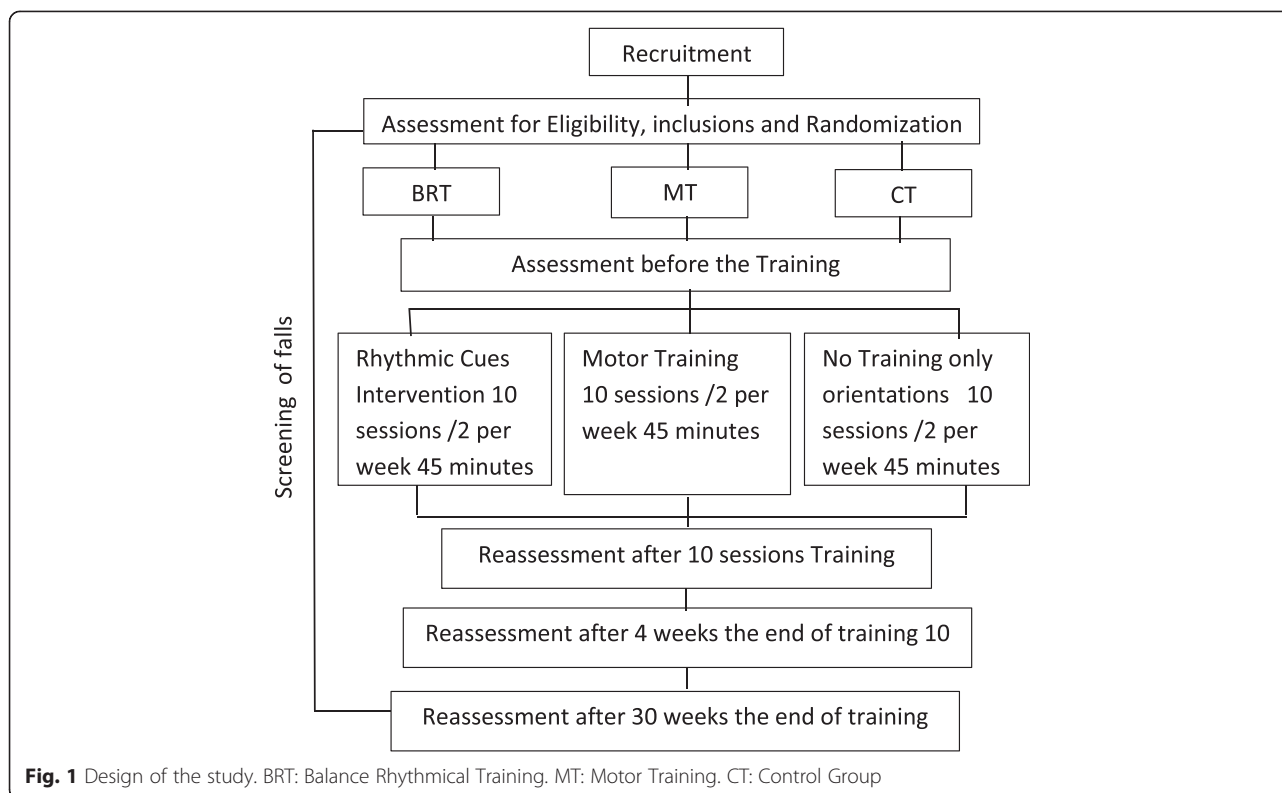 Recruitment
Assessment for Eligibility, inclusions and Randomization
BRT
MT
CT
Assessment before the Training
Screening of falls
Rhythmic Cues
Intervention 10
sessions /2 per
week 45 minutes
Motor Training
10 sessions /2 per
week 45 minutes
No Training only
orientations 10
sessions /2 per
week 45 minutes
Reassessment after 10 sessions Training
Reassessment after 4 weeks the end of training 10
Reassessment after 30 weeks the end of training
Fig. 1 Design of the study. BRT: Balance Rhythmical Training. MT: Motor Training. CT: Control Group